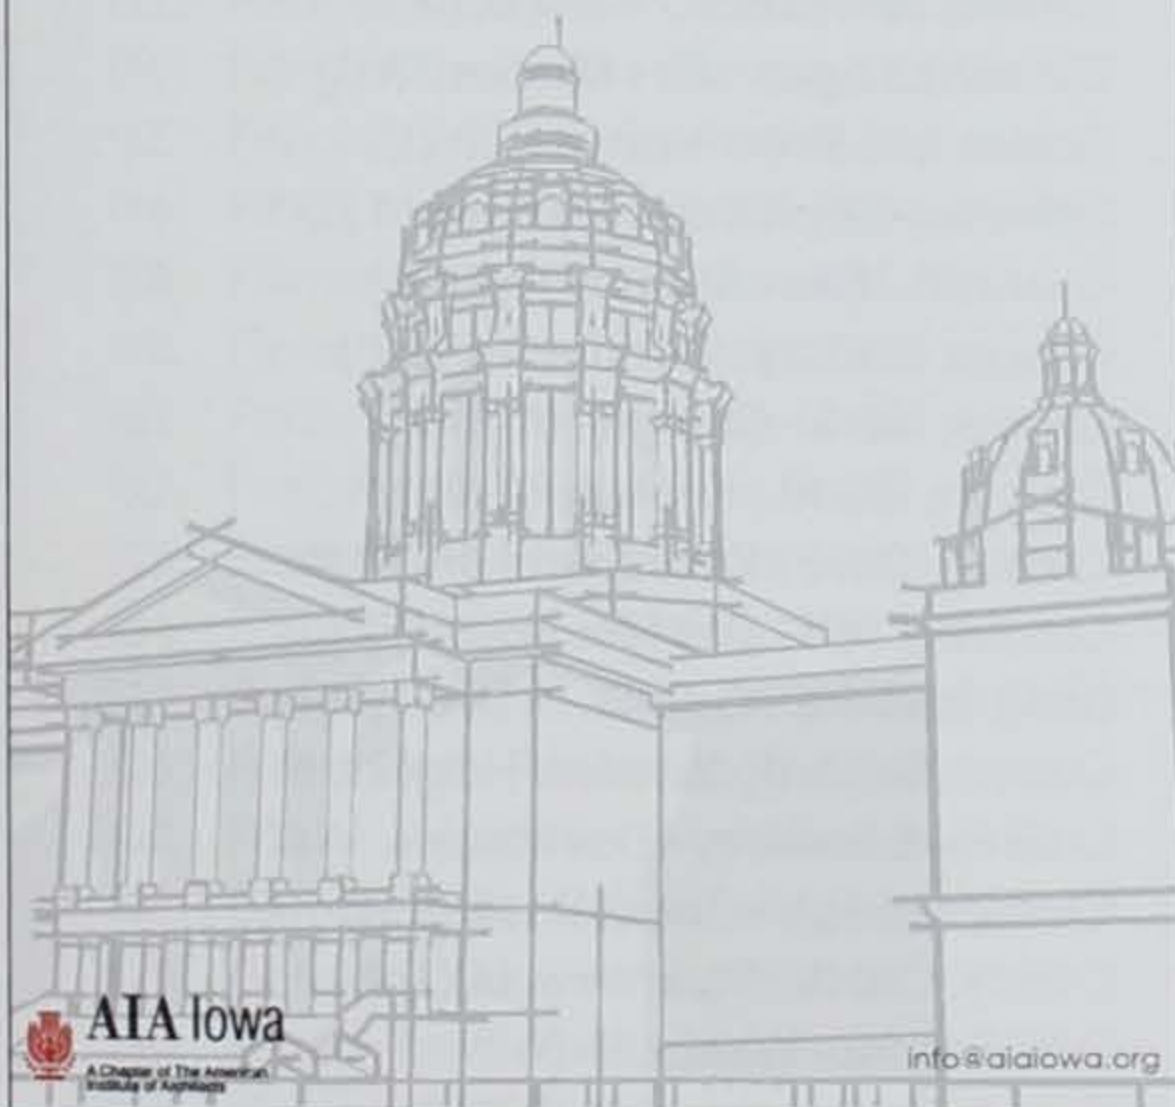 AIA Iowa
A Chapter of The American
Institute of Architects
info@aiaiowa.org